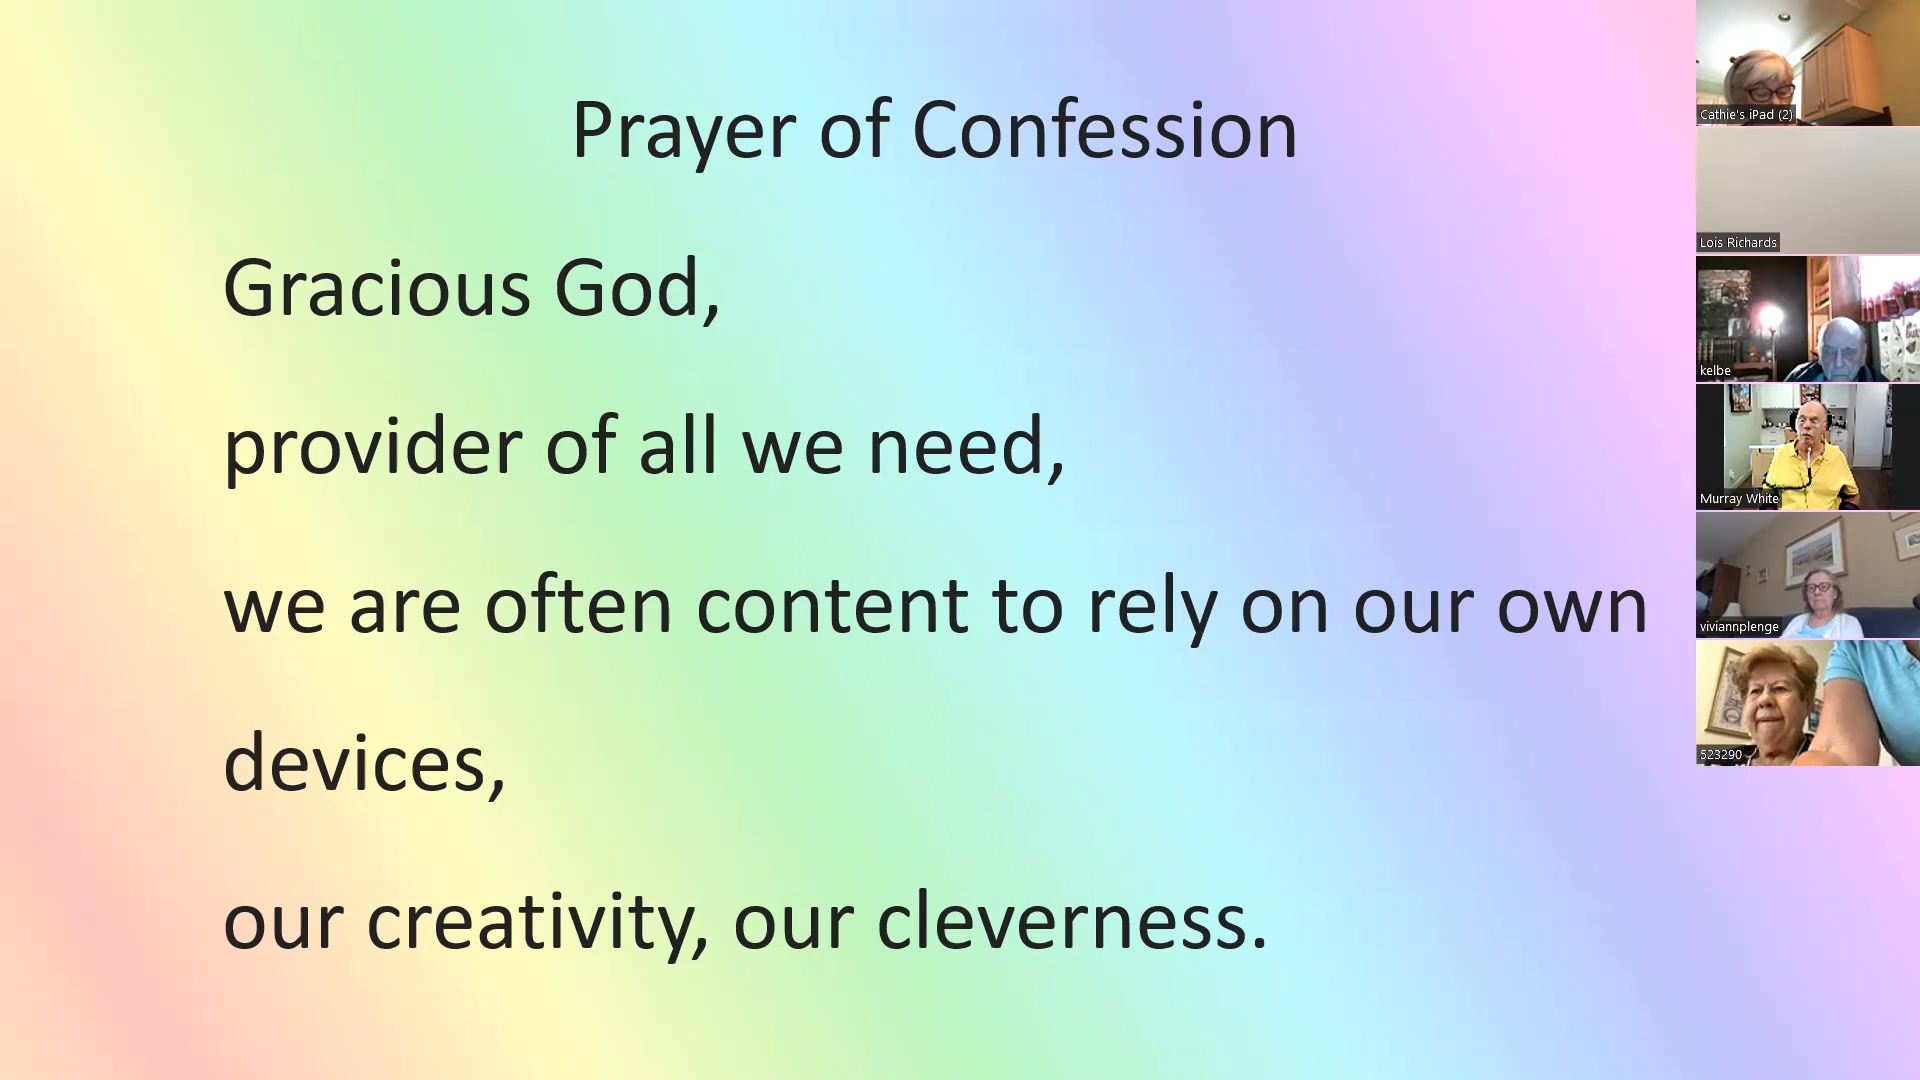 Prayer of Confession
Gracious God,
provider of all we need,
we are often content to rely on our own
devices,
our creativity, our cleverness.
Cathie's iPad (2)
Lois Richards
kelbe
Murray White
viviannplenge
523290